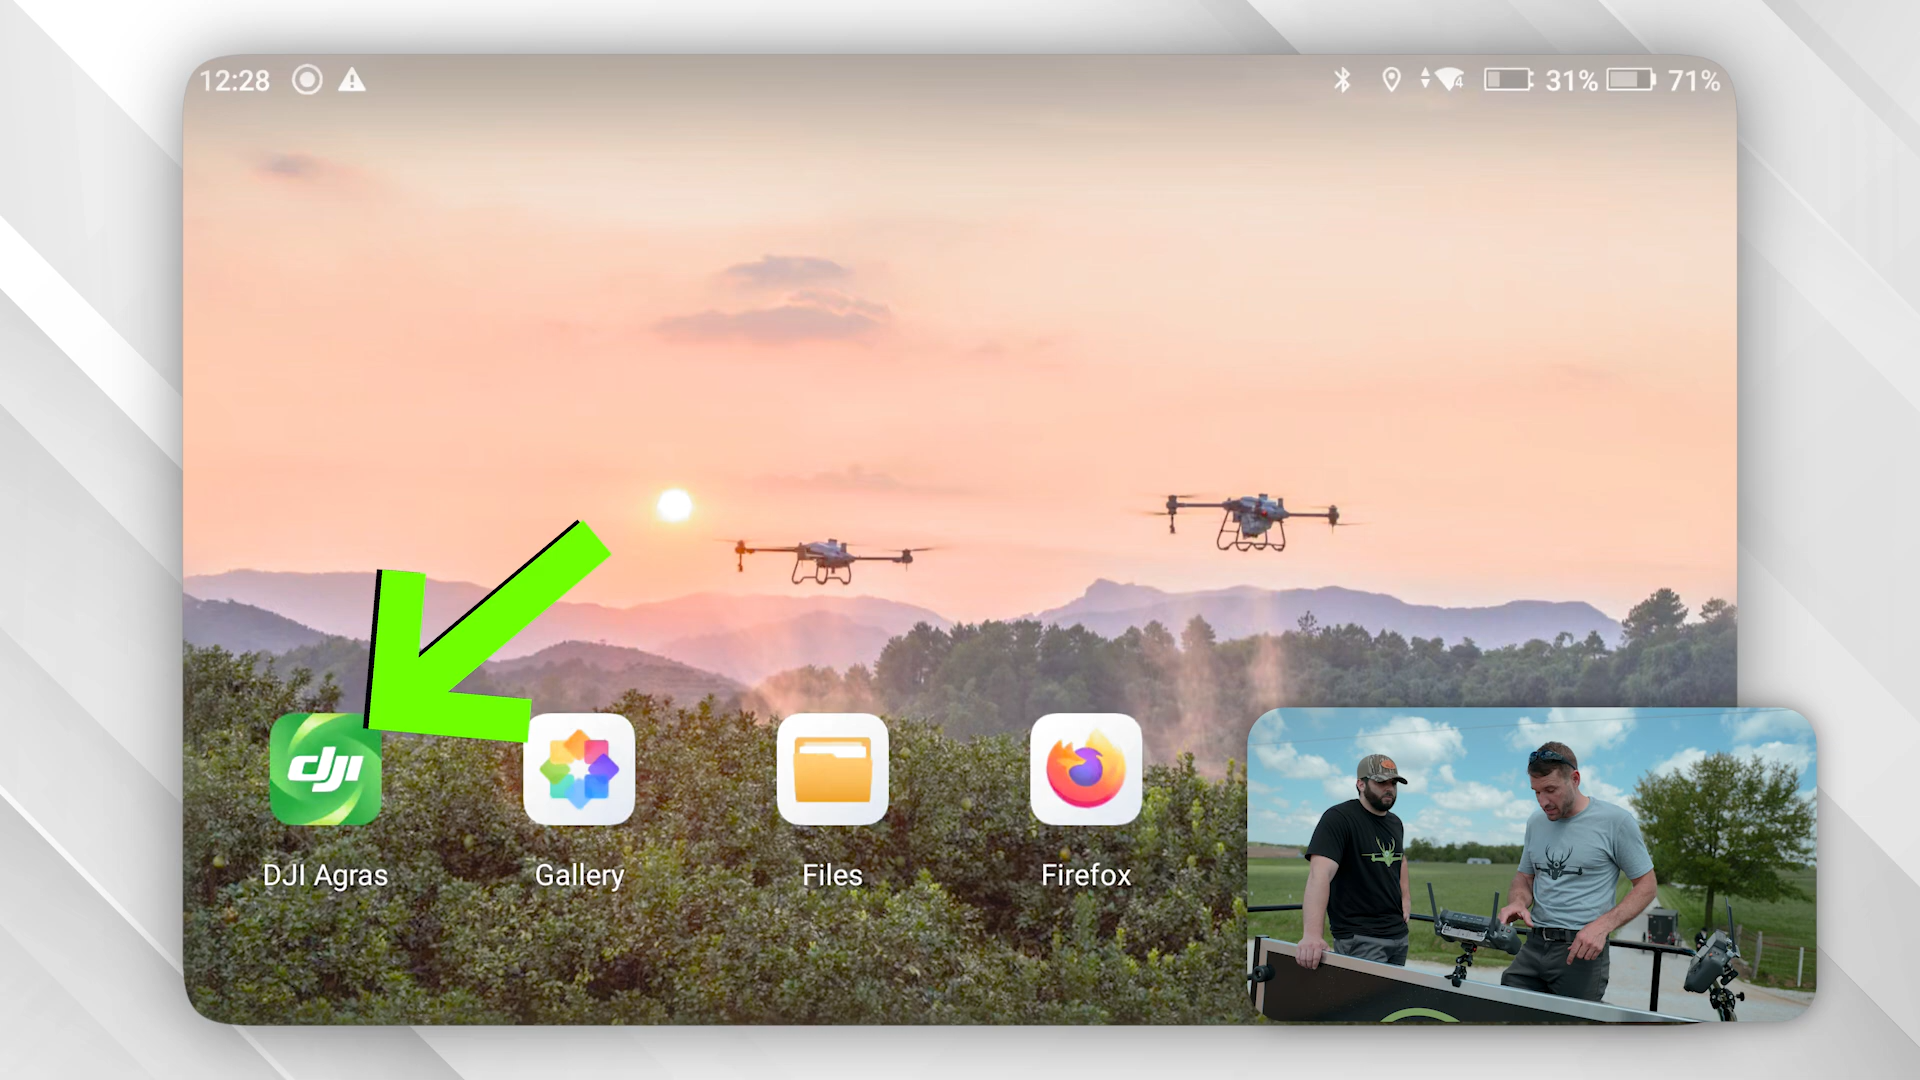 12:28
31% 71%
dji
DJI Agras
Gallery
Files
Firefox